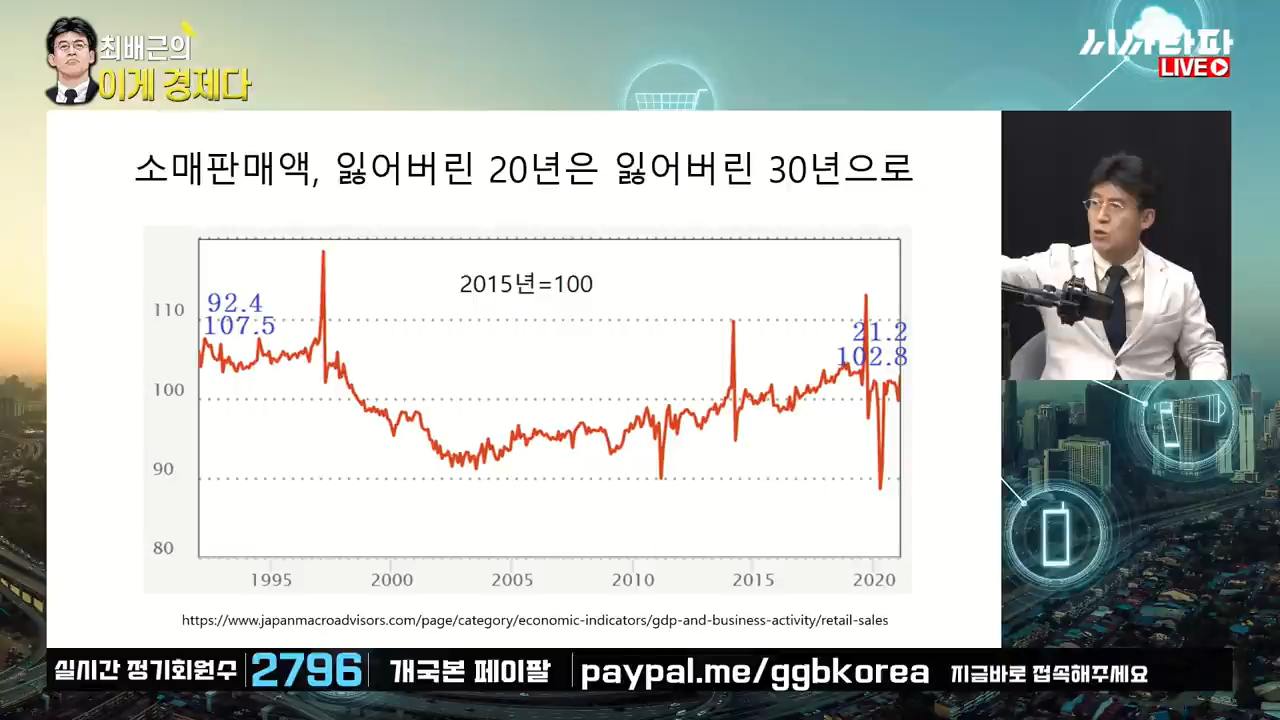 최배근의
이게 경제다
시사타파
LIVE
소매판매액, 잃어버린 20년은 잃어버린 30년으로
2015년=100
92.4
107.5
21.2
102.8
110
100
90
80
1995
2000
2005
2010
2015
2020
https://www.japanmacroadvisors.com/page/category/economic-indicators/gdp-and-business-activity/retail-sales
실시간 정기회원수 2796 개국본 페이팔 paypal.me/ggbkorea 지금바로 접속해주세요